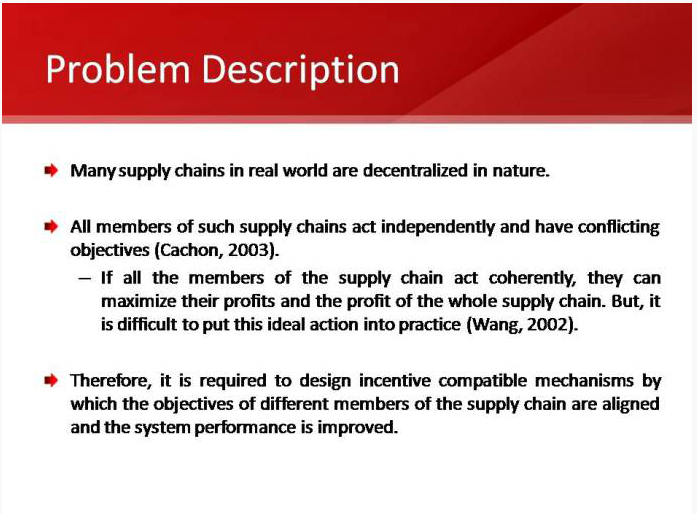 Problem Description
Many supply chains in real world are decentralized in nature.
All members of such supply chains act independently and have conflicting
objectives (Cachon, 2003).
– If all the members of the supply chain act coherently, they can
maximize their profits and the profit of the whole supply chain. But, it
is difficult to put this ideal action into practice (Wang, 2002).
Therefore, it is required to design incentive compatible mechanisms by
which the objectives of different members of the supply chain are aligned
and the system performance is improved.